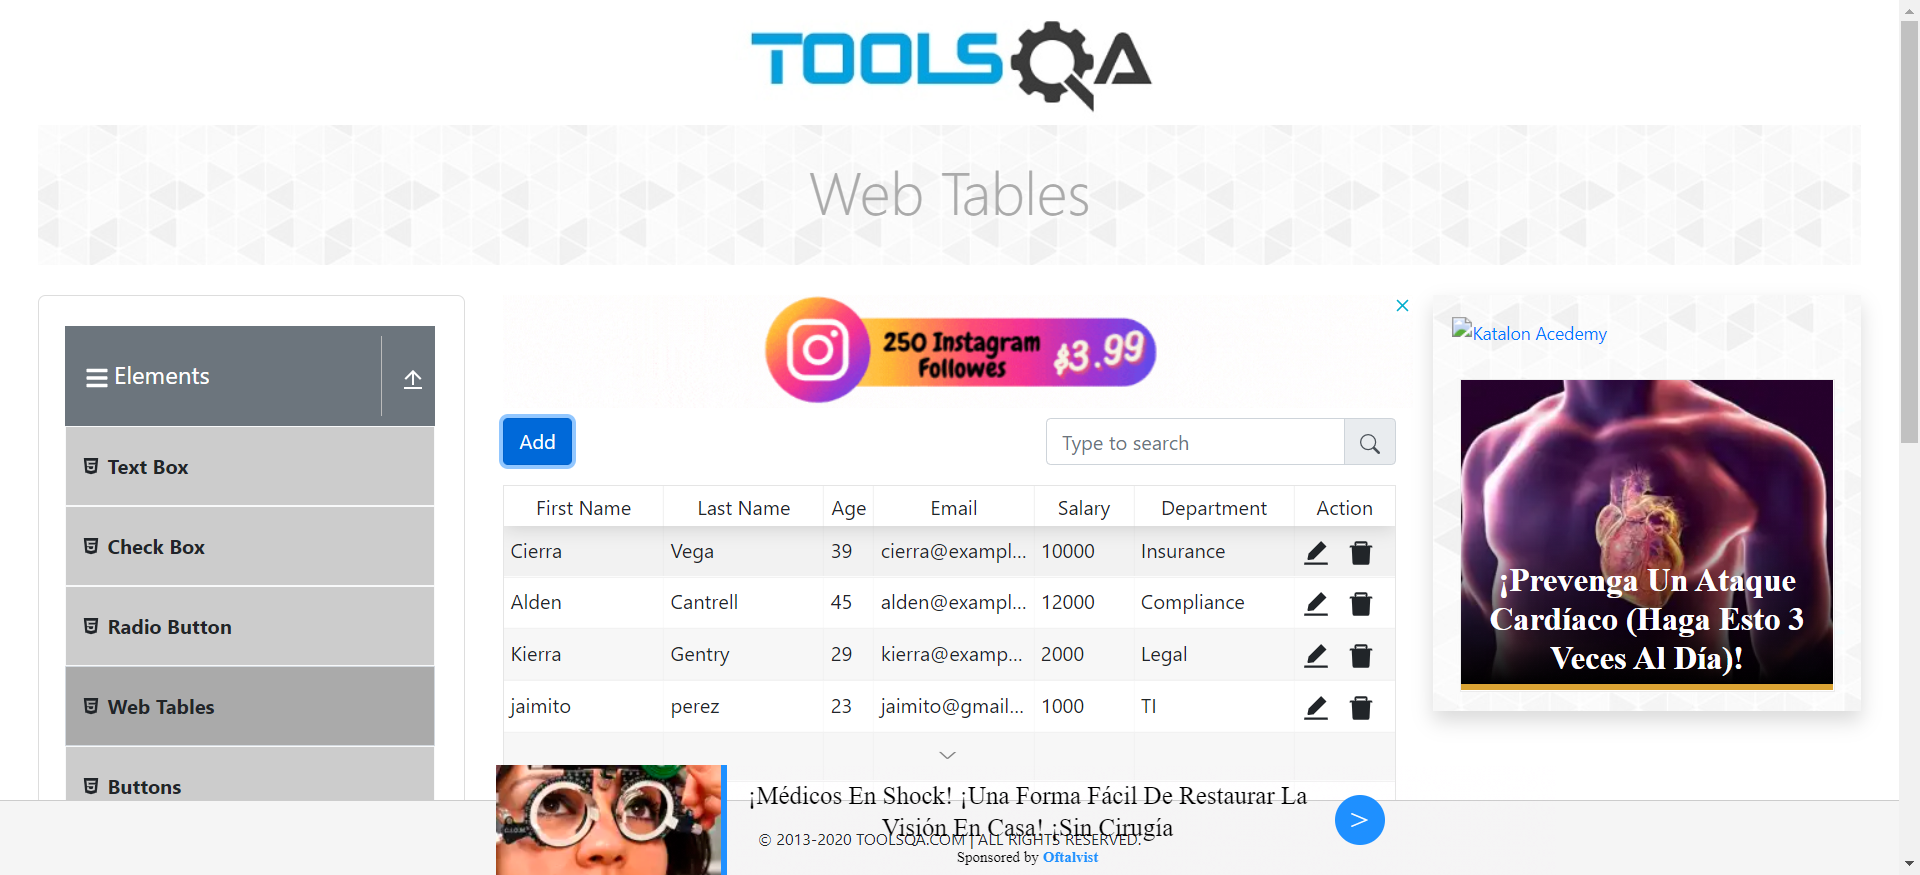 TOOLSQA
Web Tables
Elements
Text Box
Check Box
Radio Button
Web Tables
Buttons
250 Instagram
Followes
$3.99
Add
Type to search
First Name Last Name Age Email Salary Department Action
Cierra Vega 39 cierra@exampl... 10000 Insurance
Alden Cantrell 45 alden@exampl... 12000 Compliance
Kierra Gentry 29 kierra@examp... 2000 Legal
jaimito perez 23 jaimito@gmail... 1000 TI
Katalon Acedemy
¡Prevenga Un Ataque
Cardíaco (Haga Esto 3
Veces Al Día)!
¡Médicos En Shock! ¡Una Forma Fácil De Restaurar La
Visión En Casa! ¡Sin Cirugía
© 2013-2020 TOOLSQA.COM | ALL RIGHTS RESERVED.
Sponsored by Oftalvist